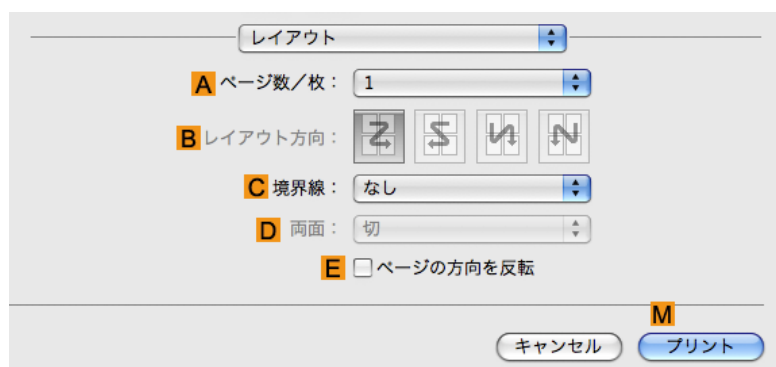 レイアウト
A ページ数／枚： 1
B レイアウト方向：
C 境界線： なし
D 両面： 切
E ページの方向を反転
M
キャンセル プリント